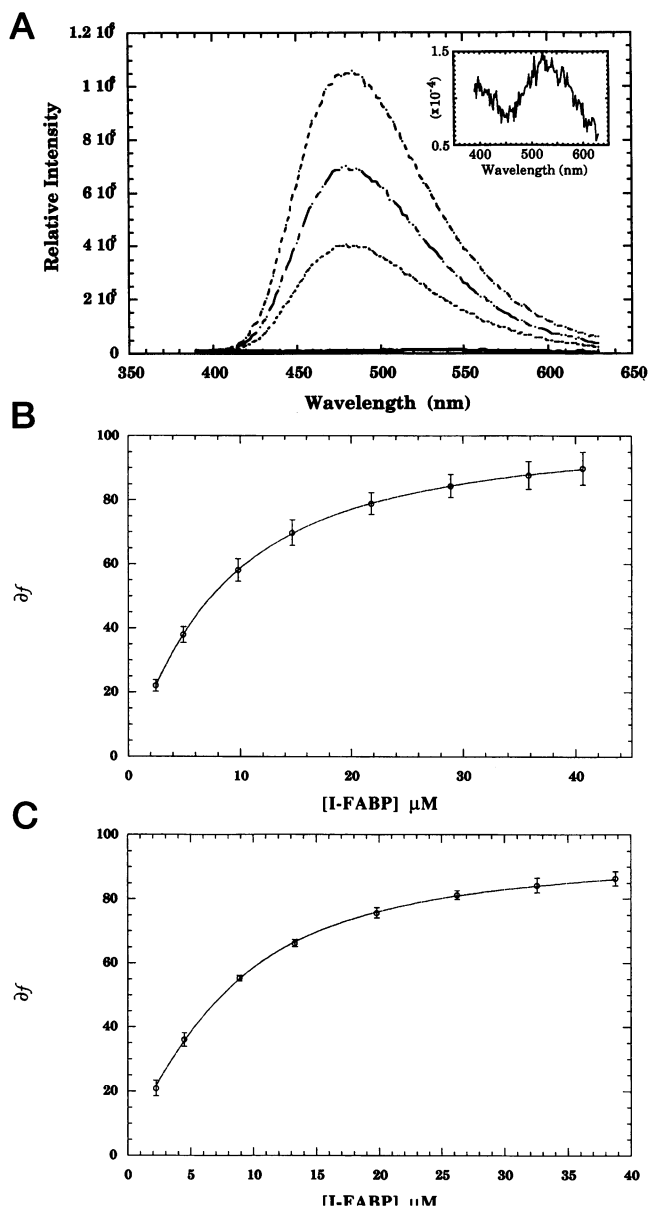 A
1.2 10⁶
1 10⁶
8 10⁵
6 10⁵
4 10⁵
2 10⁵
0
Relative Intensity
350 400 450 500 550 600 650
Wavelength (nm)
1.5
(x10⁻⁴)
0.5
400 500 600
Wavelength (nm)
B
100
80
60
40
20
0
∂f
0 10 20 30 40
[I-FABP] μM
C
100
80
60
40
20
0
∂f
0 5 10 15 20 25 30 35 40
[I-FABP] μM